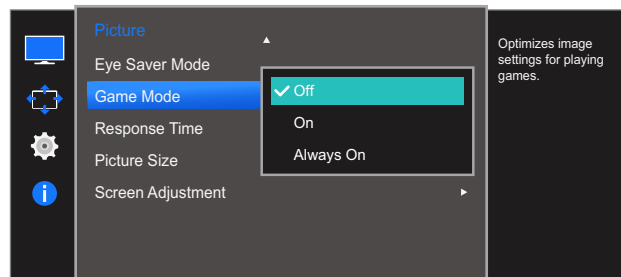 Picture
Eye Saver Mode
Game Mode
Response Time
Picture Size
Screen Adjustment
Off
On
Always On
Optimizes image
settings for playing
games.